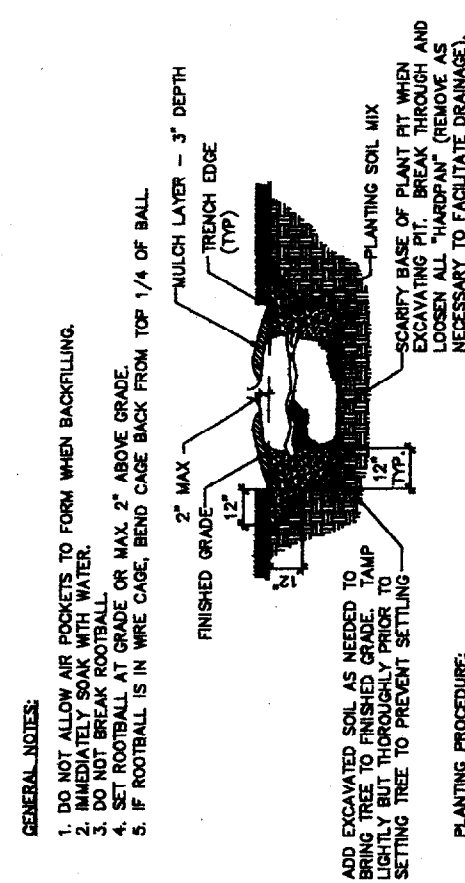 GENERAL NOTES:
1. DO NOT ALLOW AIR POCKETS TO FORM WHEN BACKFILLING.
2. IMMEDIATELY SOAK WITH WATER.
3. DO NOT BREAK ROOTBALL.
4. SET ROOTBALL AT GRADE OR MAX. 2" ABOVE GRADE.
5. IF ROOTBALL IS IN WIRE CAGE, BEND CAGE BACK FROM TOP 1/4 OF BALL.
2" MAX
FINISHED GRADE
12"
12"
MULCH LAYER - 3" DEPTH
TRENCH EDGE
(TYP)
PLANTING SOIL MIX
12"
TYP.
ADD EXCAVATED SOIL AS NEEDED TO
BRING TREE TO FINISHED GRADE. TAMP
LIGHTLY BUT THOROUGHLY PRIOR TO
SETTING TREE TO PREVENT SETTLING
SCARIFY BASE OF PLANT PIT WHEN
EXCAVATING PIT. BREAK THROUGH AND
LOOSEN ALL "HARDPAN" (REMOVE AS
NECESSARY TO FACILITATE DRAINAGE).
PLANTING PROCEDURE: